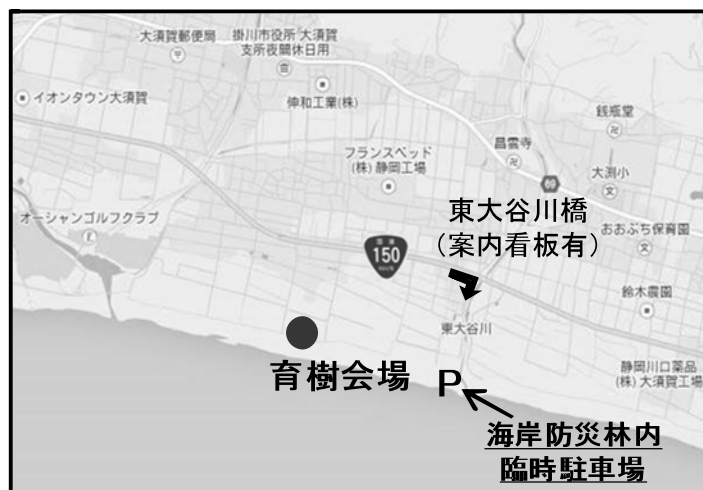 大須賀郵便局
掛川市役所 大須賀
支所夜間休日用
イオンタウン大須賀
伸和工業(株)
銭瓶堂
昌雲寺
フランスベッド
(株) 静岡工場
大渕小
69
東大谷川橋
(案内看板有)
おおぶち保育園
オーシャンゴルフクラブ
国道
150
ROUTE
鈴木農園
東大谷川
育樹会場
P
静岡川口薬品
(株) 大須賀工場
海岸防災林内
臨時駐車場